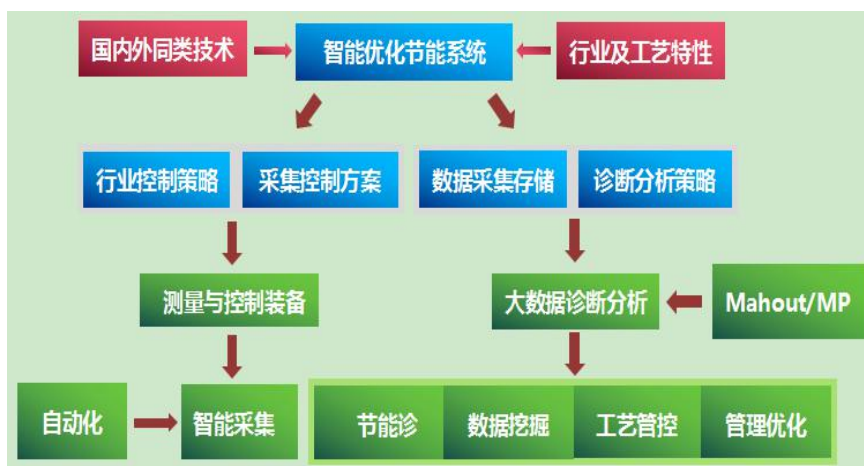 国内外同类技术
智能优化节能系统
行业及工艺特性
行业控制策略
采集控制方案
数据采集存储
诊断分析策略
测量与控制装备
大数据诊断分析
Mahout/MP
自动化
智能采集
节能诊
数据挖掘
工艺管控
管理优化